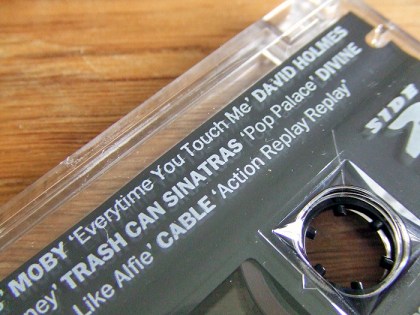 MOBY 'Everytime You Touch Me' DAVID HOLMES
ney' TRASH CAN SINATRAS 'Pop Palace' DIVINE
Like Alfie' CABLE 'Action Replay Replay'
SIDE